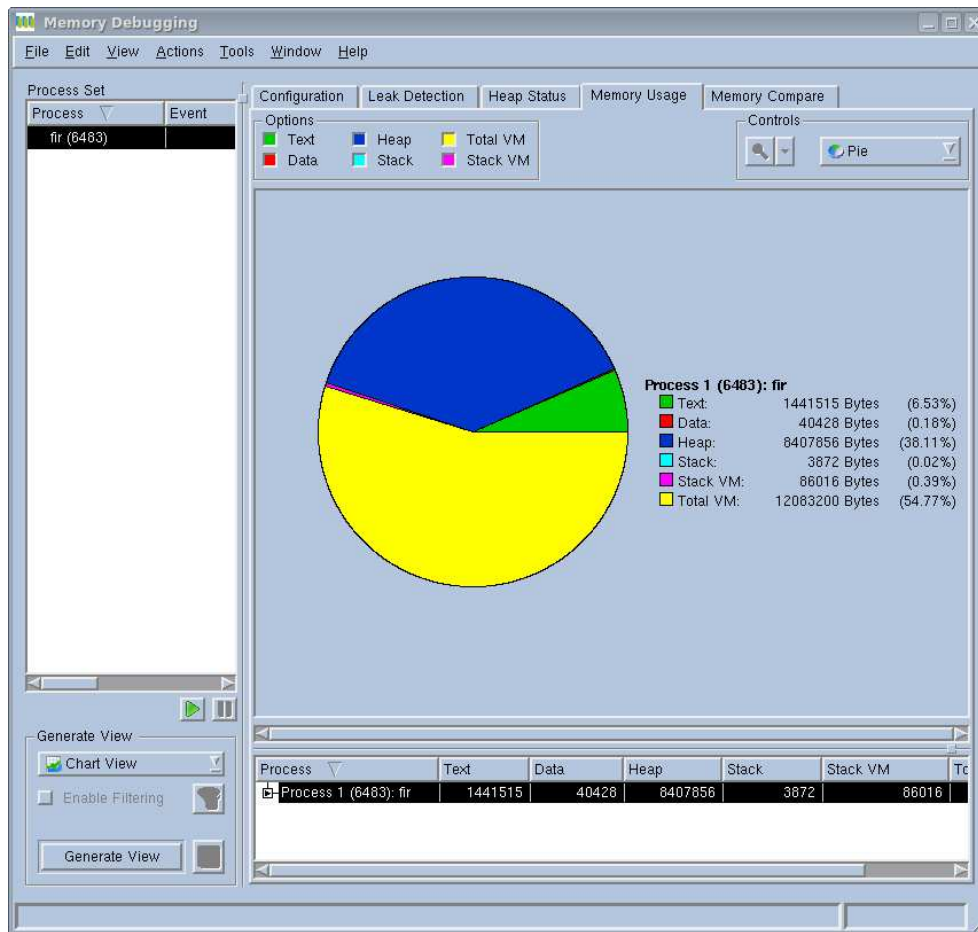 Memory Debugging
File Edit View Actions Tools Window Help
Process Set
Process Event
fir (6483)
Generate View
Chart View
Enable Filtering
Generate View
Configuration Leak Detection Heap Status Memory Usage Memory Compare
Options
Text Heap Total VM
Data Stack Stack VM
Controls
Pie
Process 1 (6483): fir
Text: 1441515 Bytes (6.53%)
Data: 40428 Bytes (0.18%)
Heap: 8407856 Bytes (38.11%)
Stack: 3872 Bytes (0.02%)
Stack VM: 86016 Bytes (0.39%)
Total VM: 12083200 Bytes (54.77%)
Process Text Data Heap Stack Stack VM To
Process 1 (6483): fir 1441515 40428 8407856 3872 86016